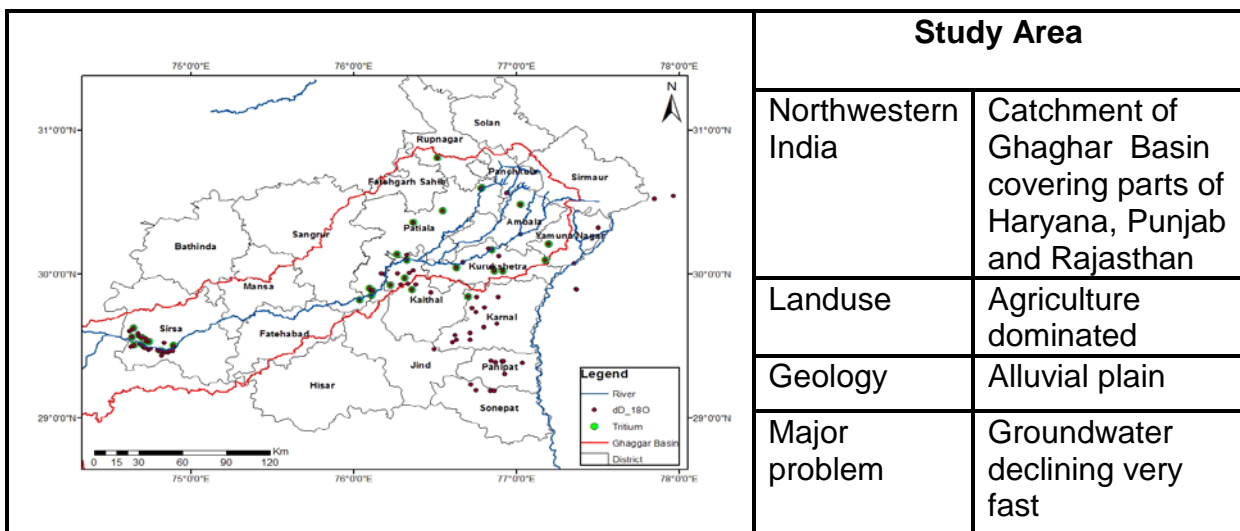 75°0'0"E 76°0'0"E 77°0'0"E 78°0'0"E
N
31°0'0"N
31°0'0"N
Solan
Rupnagar
Panchkula
Sirmaur
Fatehgarh Sahib
Ambala
Patiala
Sangrur
Yamuna Nagar
Bathinda
30°0'0"N
30°0'0"N
Kurukshetra
Mansa
Kaithal
Sirsa
Fatehabad
Karnal
Jind
Panipat
Hisar
Sonepat
29°0'0"N
29°0'0"N
Legend
River
dD_18O
Tritium
Ghaggar Basin
District
Km
0 15 30 60 90 120
75°0'0"E 76°0'0"E 77°0'0"E 78°0'0"E
Study Area
Northwestern
India
Catchment of
Ghaghar Basin
covering parts of
Haryana, Punjab
and Rajasthan
Landuse
Agriculture
dominated
Geology
Alluvial plain
Major
problem
Groundwater
declining very
fast